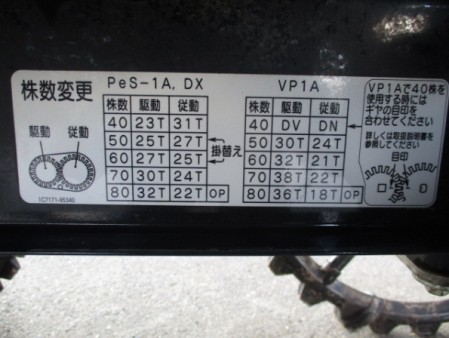 株数変更
駆動 従動
1C7171-95340
PeS-1A, DX
株数 駆動 従動
40 23T 31T
50 25T 27T
60 27T 25T
70 30T 24T
80 32T 22T OP
掛替え
VP1A
株数 駆動 従動
40 DV DN
50 30T 24T
60 32T 21T
70 38T 22T
80 36T 18T OP
VP1Aで40株を
使用する時には
ギヤの目印を
合わせてください
詳しくは取扱説明書を
参照してください
目印